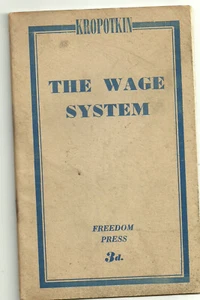 KROPOTKIN
THE WAGE
SYSTEM
FREEDOM
PRESS
3d.